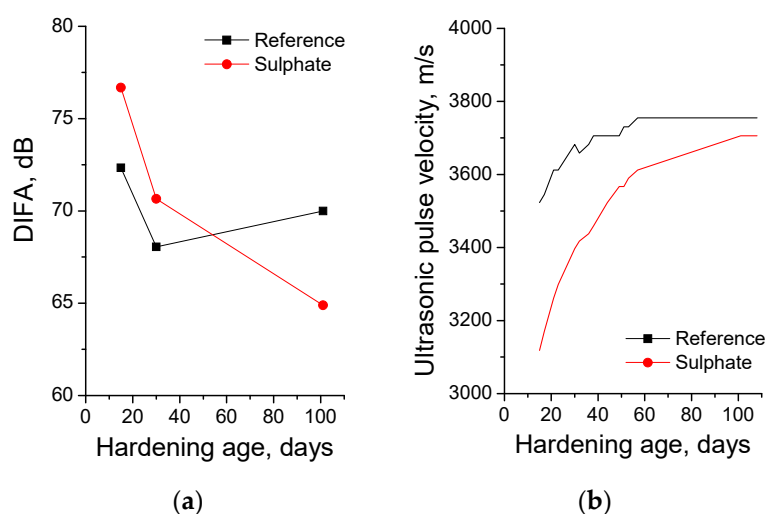 80
75
70
65
60
DIFA, dB
Reference
Sulphate
0
20
40
60
80
100
Hardening age, days
(a)
4000
3800
3600
3400
3200
3000
Ultrasonic pulse velocity, m/s
Reference
Sulphate
0
20
40
60
80
100
Hardening age, days
(b)